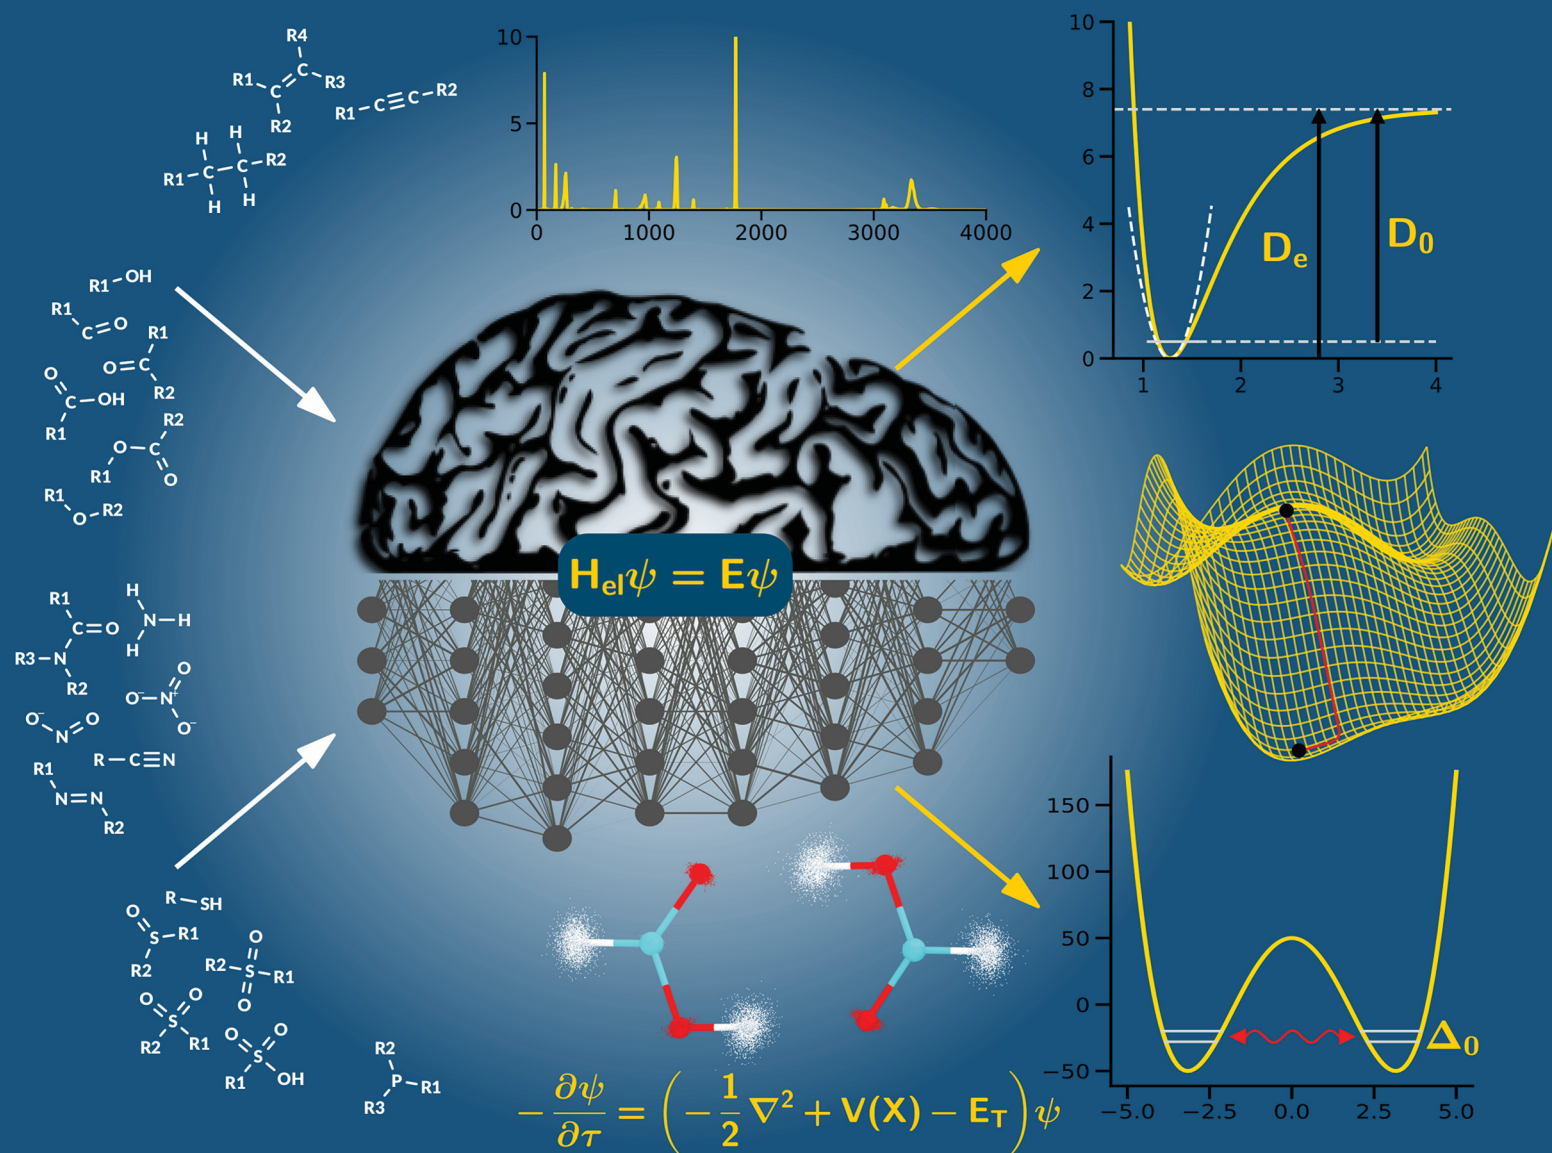 R4
R1 C C R3
R2
R1 C≡C R2
H H
R1 C C R2
H H
R1 OH
R1
C=O
R1
O=C
R2
O
C OH
R1
R2
O C
R1 O
R1
O R2
R1
C=O
R3 N
R2
H
N H
H
O
O⁻ N⁺
O⁻
O⁻ O
N
R C≡N
R1
N=N
R2
R SH
O
S R1
R2
O
R2 S R1
O
O O
S
R2 R1
O O
S
R1 OH
R2
P R1
R3
10
5
0
0 1000 2000 3000 4000
10
8
6
4
2
0
1 2 3 4
Dₑ D₀
Hₑₗψ = Eψ
150
100
50
0
−50
−5.0 −2.5 0.0 2.5 5.0
Δ₀
−∂ψ/∂τ = (−1/2 ∇² + V(X) − E_T)ψ